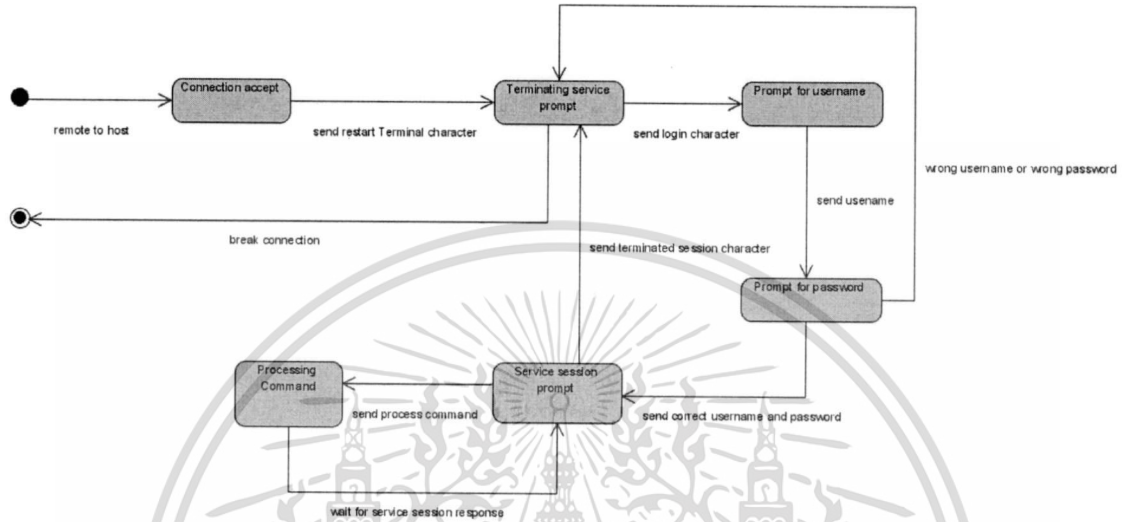 Connection accept
Terminating service
prompt
Prompt for username
remote to host
send restart Terminal character
send login character
wrong username or wrong password
send usename
break connection
send terminated session character
Prompt for password
Processing
Command
Service session
prompt
send process command
send correct username and password
wait for service session response